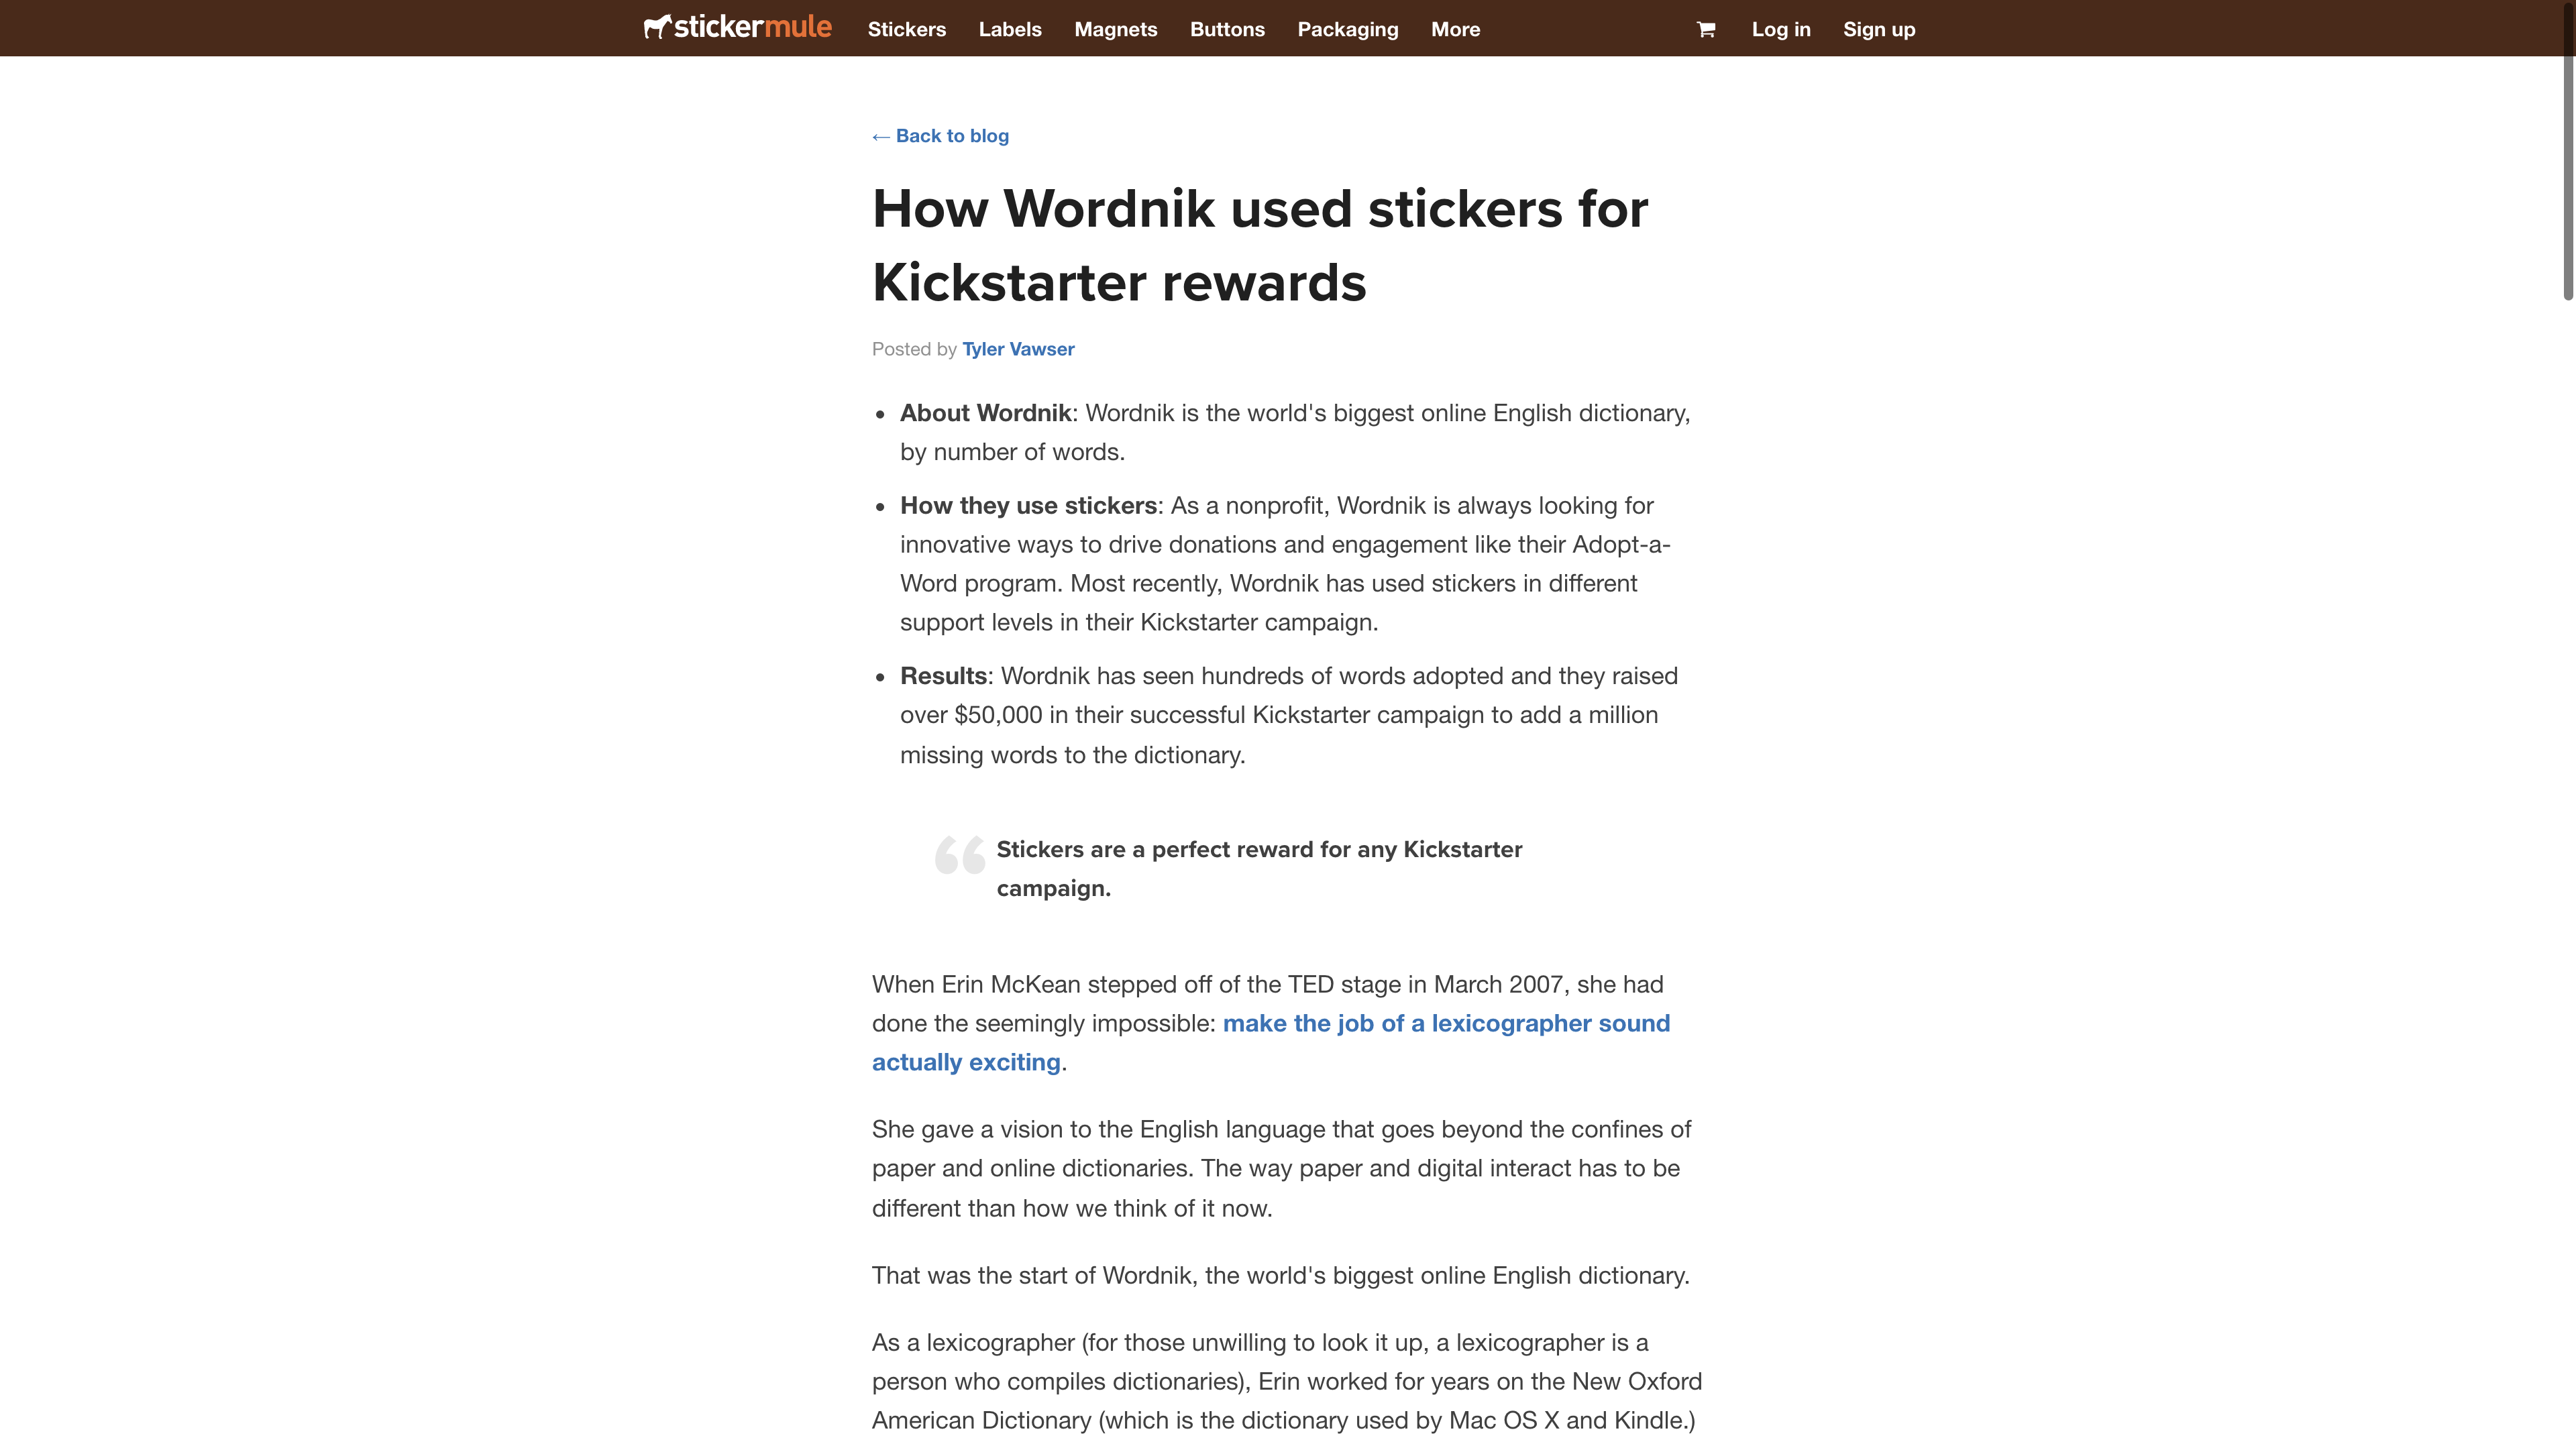 stickermule Stickers Labels Magnets Buttons Packaging More Log in Sign up
← Back to blog
How Wordnik used stickers for
Kickstarter rewards
Posted by Tyler Vawser
• About Wordnik: Wordnik is the world's biggest online English dictionary,
by number of words.
• How they use stickers: As a nonprofit, Wordnik is always looking for
innovative ways to drive donations and engagement like their Adopt-a-
Word program. Most recently, Wordnik has used stickers in different
support levels in their Kickstarter campaign.
• Results: Wordnik has seen hundreds of words adopted and they raised
over $50,000 in their successful Kickstarter campaign to add a million
missing words to the dictionary.
“ Stickers are a perfect reward for any Kickstarter
campaign.
When Erin McKean stepped off of the TED stage in March 2007, she had
done the seemingly impossible: make the job of a lexicographer sound
actually exciting.
She gave a vision to the English language that goes beyond the confines of
paper and online dictionaries. The way paper and digital interact has to be
different than how we think of it now.
That was the start of Wordnik, the world's biggest online English dictionary.
As a lexicographer (for those unwilling to look it up, a lexicographer is a
person who compiles dictionaries), Erin worked for years on the New Oxford
American Dictionary (which is the dictionary used by Mac OS X and Kindle.)